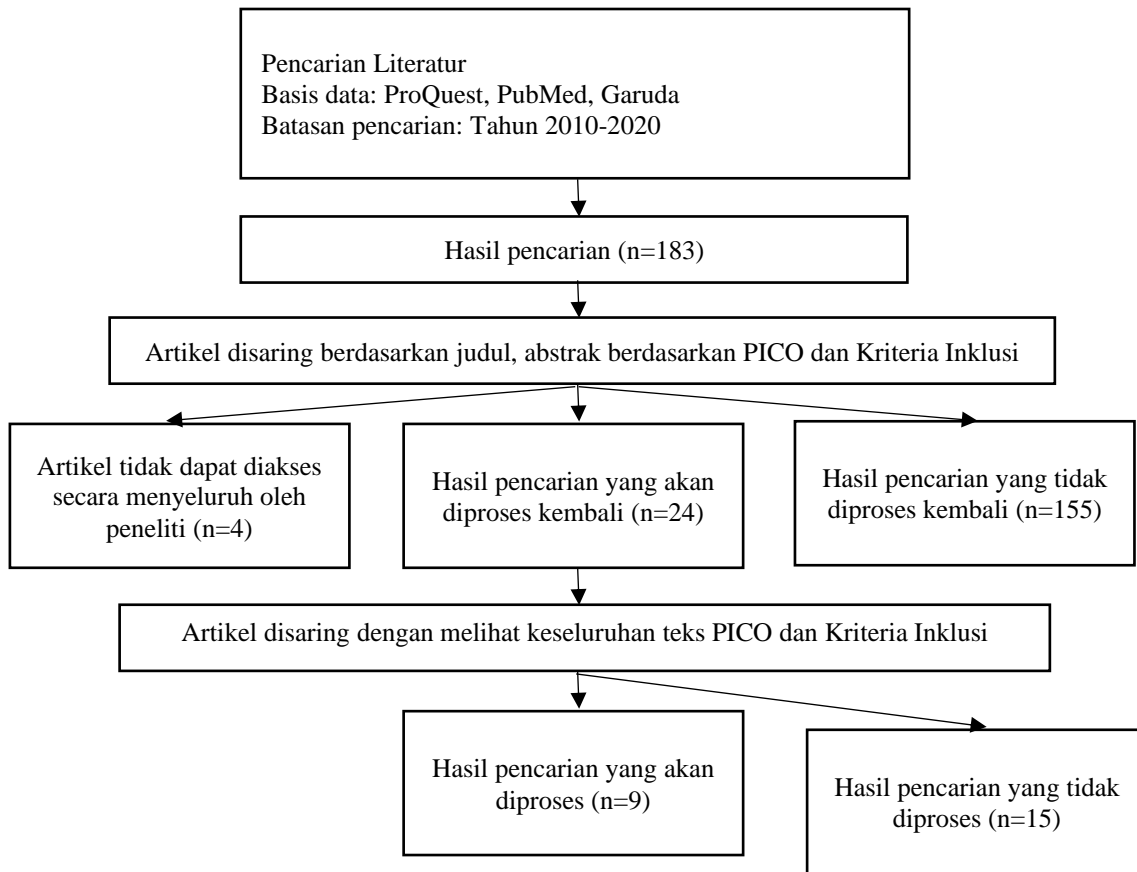 Pencarian Literatur
Basis data: ProQuest, PubMed, Garuda
Batasan pencarian: Tahun 2010-2020
Hasil pencarian (n=183)
Artikel disaring berdasarkan judul, abstrak berdasarkan PICO dan Kriteria Inklusi
Artikel tidak dapat diakses
secara menyeluruh oleh
peneliti (n=4)
Hasil pencarian yang akan
diproses kembali (n=24)
Hasil pencarian yang tidak
diproses kembali (n=155)
Artikel disaring dengan melihat keseluruhan teks PICO dan Kriteria Inklusi
Hasil pencarian yang akan
diproses (n=9)
Hasil pencarian yang tidak
diproses (n=15)